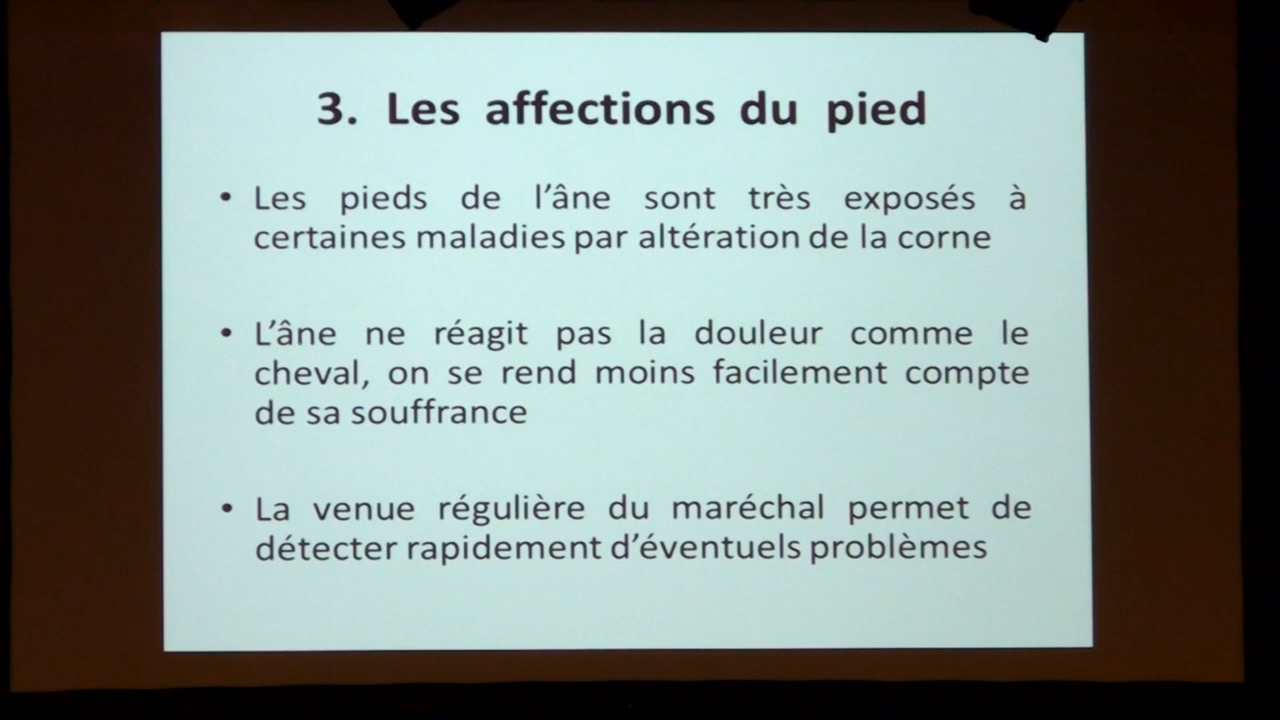 3. Les affections du pied
• Les pieds de l'âne sont très exposés à
certaines maladies par altération de la corne
• L'âne ne réagit pas la douleur comme le
cheval, on se rend moins facilement compte
de sa souffrance
• La venue régulière du maréchal permet de
détecter rapidement d'éventuels problèmes